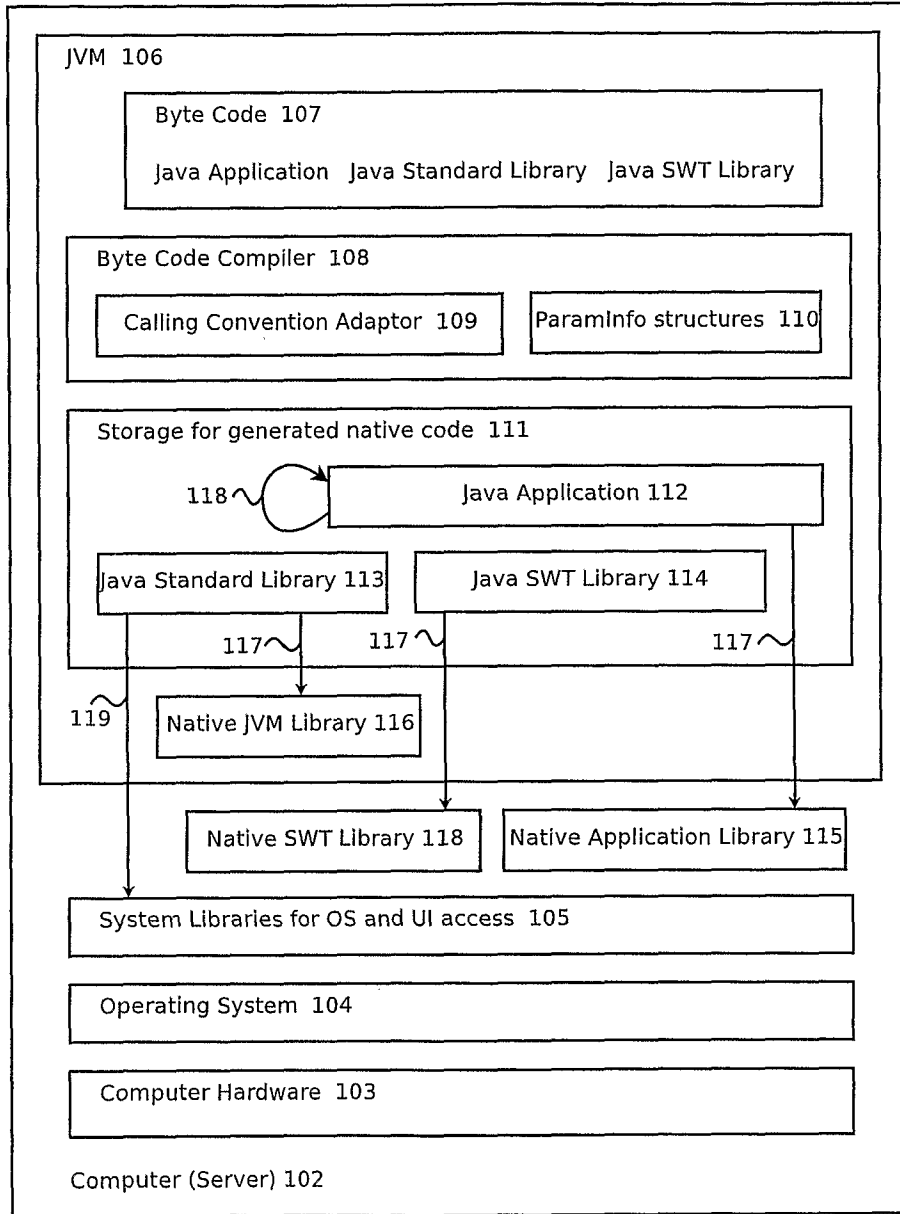 JVM 106
Byte Code 107
Java Application Java Standard Library Java SWT Library
Byte Code Compiler 108
Calling Convention Adaptor 109
ParamInfo structures 110
Storage for generated native code 111
118
Java Application 112
Java Standard Library 113
Java SWT Library 114
117
117
117
119
Native JVM Library 116
Native SWT Library 118
Native Application Library 115
System Libraries for OS and UI access 105
Operating System 104
Computer Hardware 103
Computer (Server) 102